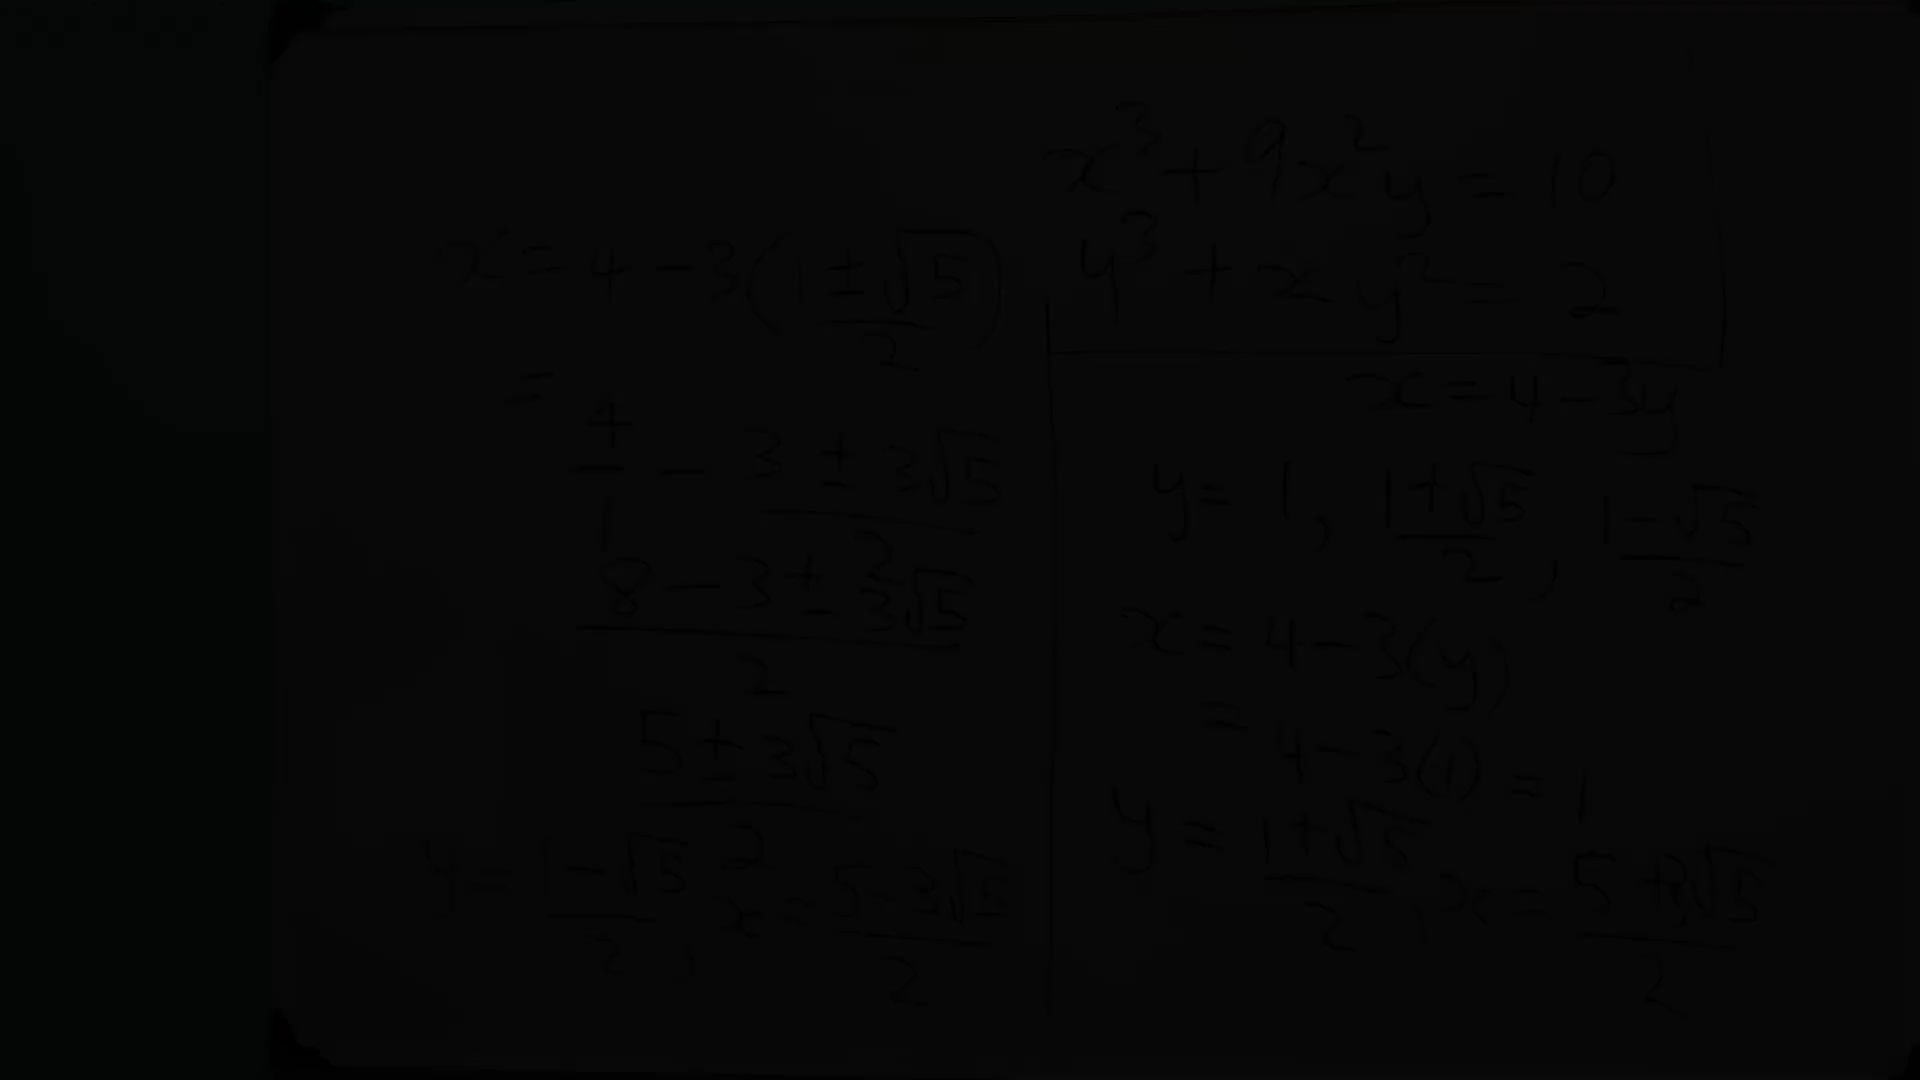 x³ + 9x²y = 10
y³ + xy² = 2
x = 4 - 3y
y = 1, (1+√5)/2, (1-√5)/2
x = 4 - 3(y)
= 4 - 3(1) = 1
y = (1+√5)/2, x = (5+3√5)/2
x = 4 - 3((1±√5)/2)
= 4/1 - (3±3√5)/2
(8-3±3√5)/2
(5±3√5)/2
y = (1-√5)/2, x = (5-3√5)/2